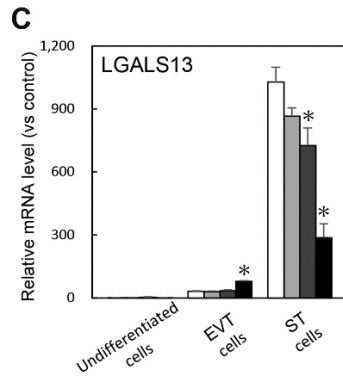 C
LGALS13
Relative mRNA level (vs control)
1,200
900
600
300
0
*
*
*
Undifferentiated
cells
EVT
cells
ST
cells